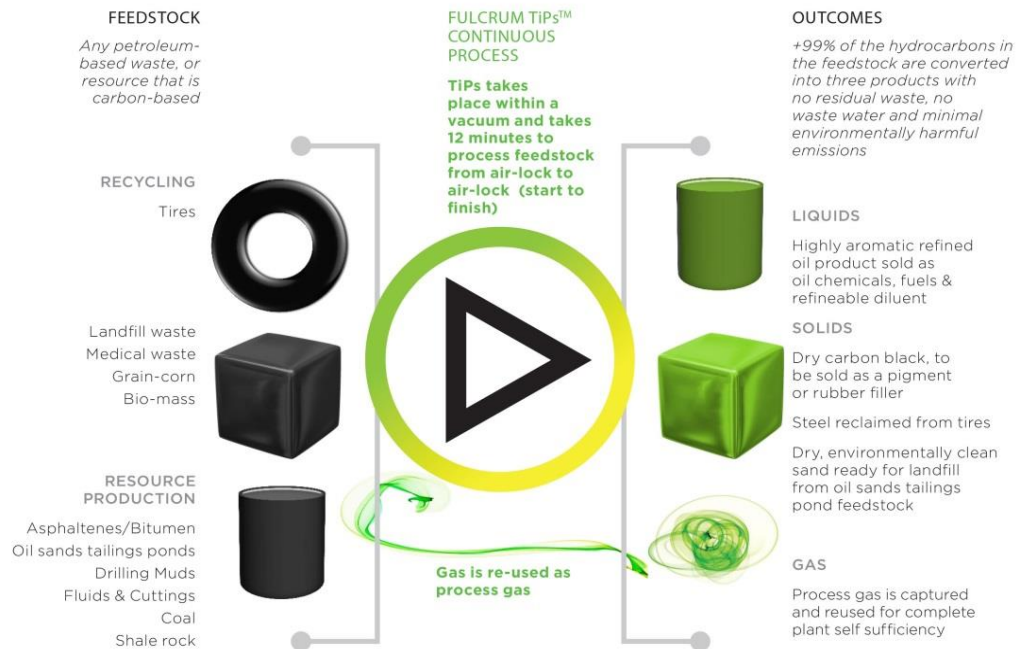 FEEDSTOCK
Any petroleum-
based waste, or
resource that is
carbon-based
RECYCLING
Tires
Landfill waste
Medical waste
Grain-corn
Bio-mass
RESOURCE
PRODUCTION
Asphaltenes/Bitumen
Oil sands tailings ponds
Drilling Muds
Fluids & Cuttings
Coal
Shale rock
FULCRUM TiPs™
CONTINUOUS
PROCESS
TiPs takes
place within a
vacuum and takes
12 minutes to
process feedstock
from air-lock to
air-lock (start to
finish)
Gas is re-used as
process gas
OUTCOMES
+99% of the hydrocarbons in
the feedstock are converted
into three products with
no residual waste, no
waste water and minimal
environmentally harmful
emissions
LIQUIDS
Highly aromatic refined
oil product sold as
oil chemicals, fuels &
refineable diluent
SOLIDS
Dry carbon black, to
be sold as a pigment
or rubber filler
Steel reclaimed from tires
Dry, environmentally clean
sand ready for landfill
from oil sands tailings
pond feedstock
GAS
Process gas is captured
and reused for complete
plant self sufficiency